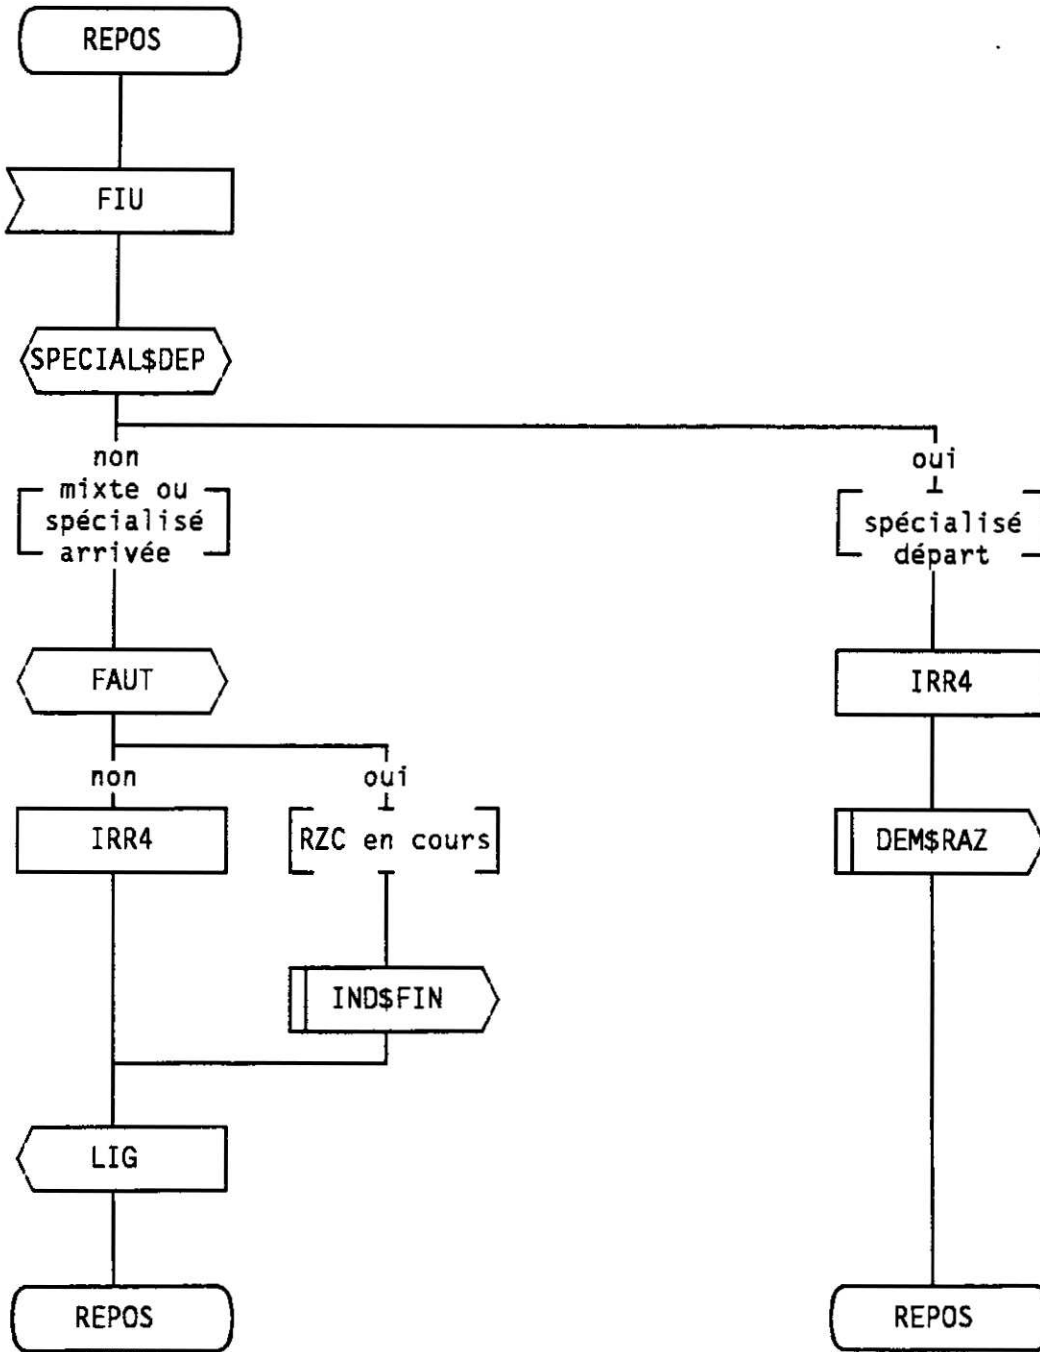 REPOS
FIU
SPECIAL$DEP
non
mixte ou
spécialisé
arrivée
oui
spécialisé
départ
FAUT
IRR4
non
oui
IRR4
RZC en cours
DEM$RAZ
IND$FIN
LIG
REPOS
REPOS